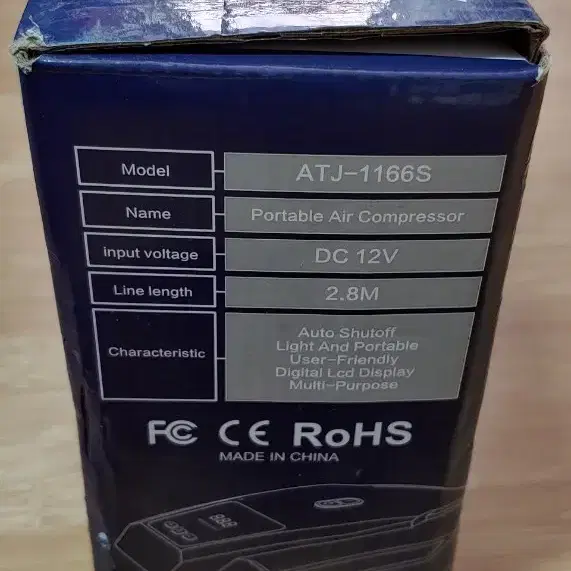 Model ATJ-1166S
Name Portable Air Compressor
input voltage DC 12V
Line length 2.8M
Characteristic
Auto Shutoff
Light And Portable
User-Friendly
Digital Lcd Display
Multi-Purpose
FC CE RoHS
MADE IN CHINA
888